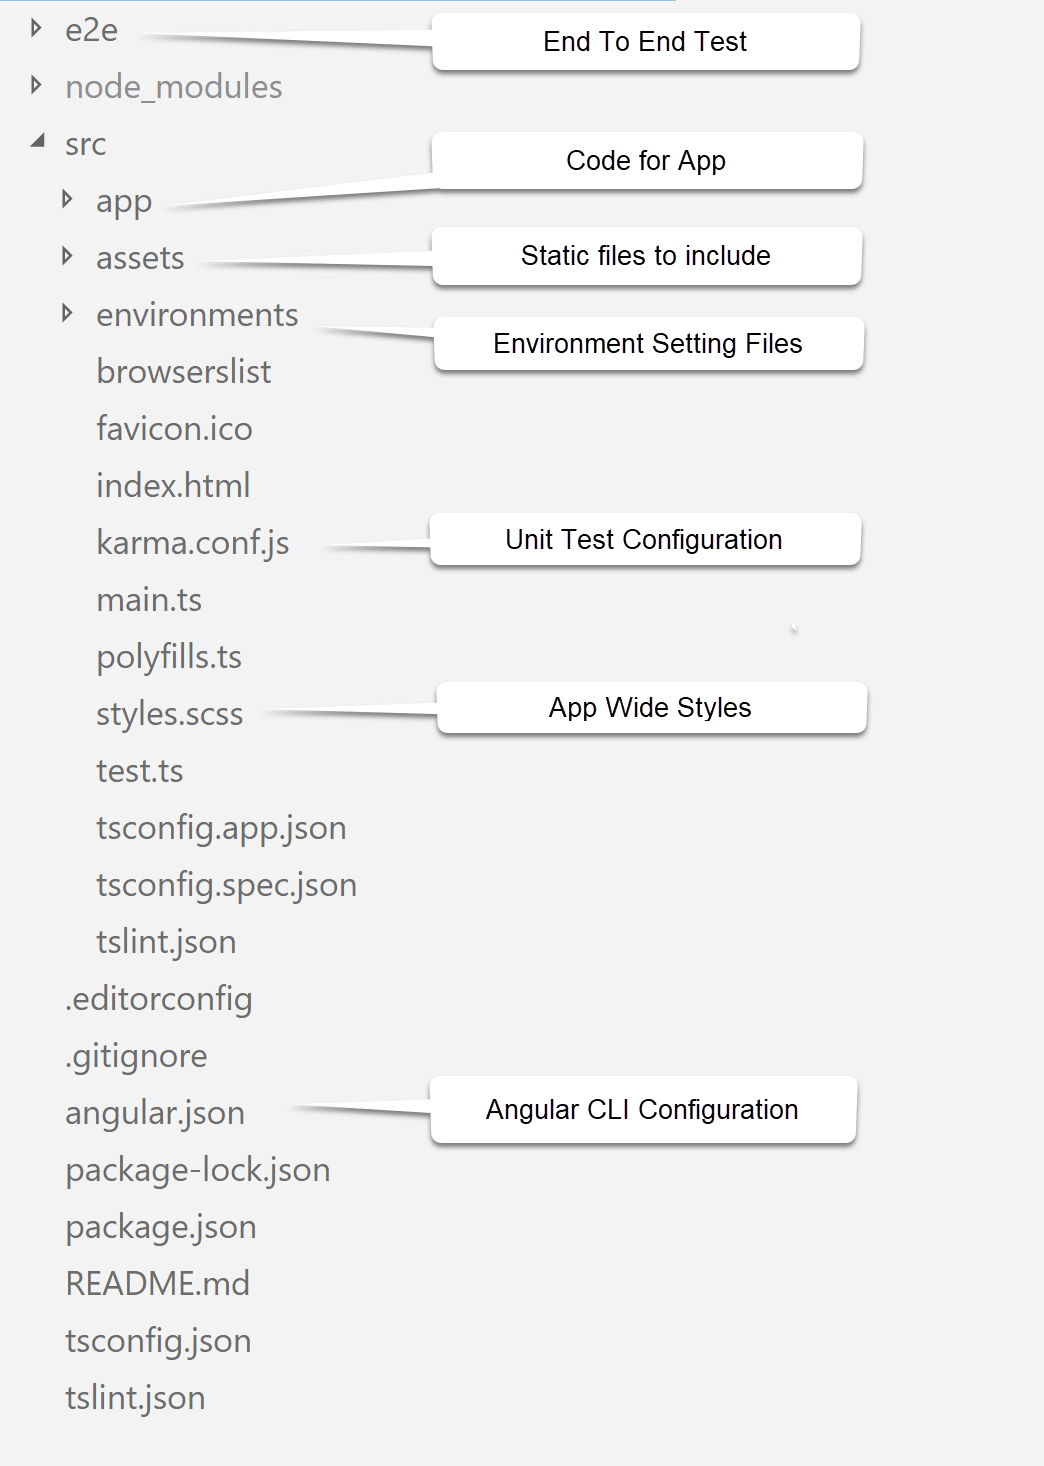 e2e
End To End Test
node_modules
src
Code for App
app
assets
Static files to include
environments
Environment Setting Files
browserslist
favicon.ico
index.html
karma.conf.js
Unit Test Configuration
main.ts
polyfills.ts
styles.scss
App Wide Styles
test.ts
tsconfig.app.json
tsconfig.spec.json
tslint.json
.editorconfig
.gitignore
angular.json
Angular CLI Configuration
package-lock.json
package.json
README.md
tsconfig.json
tslint.json